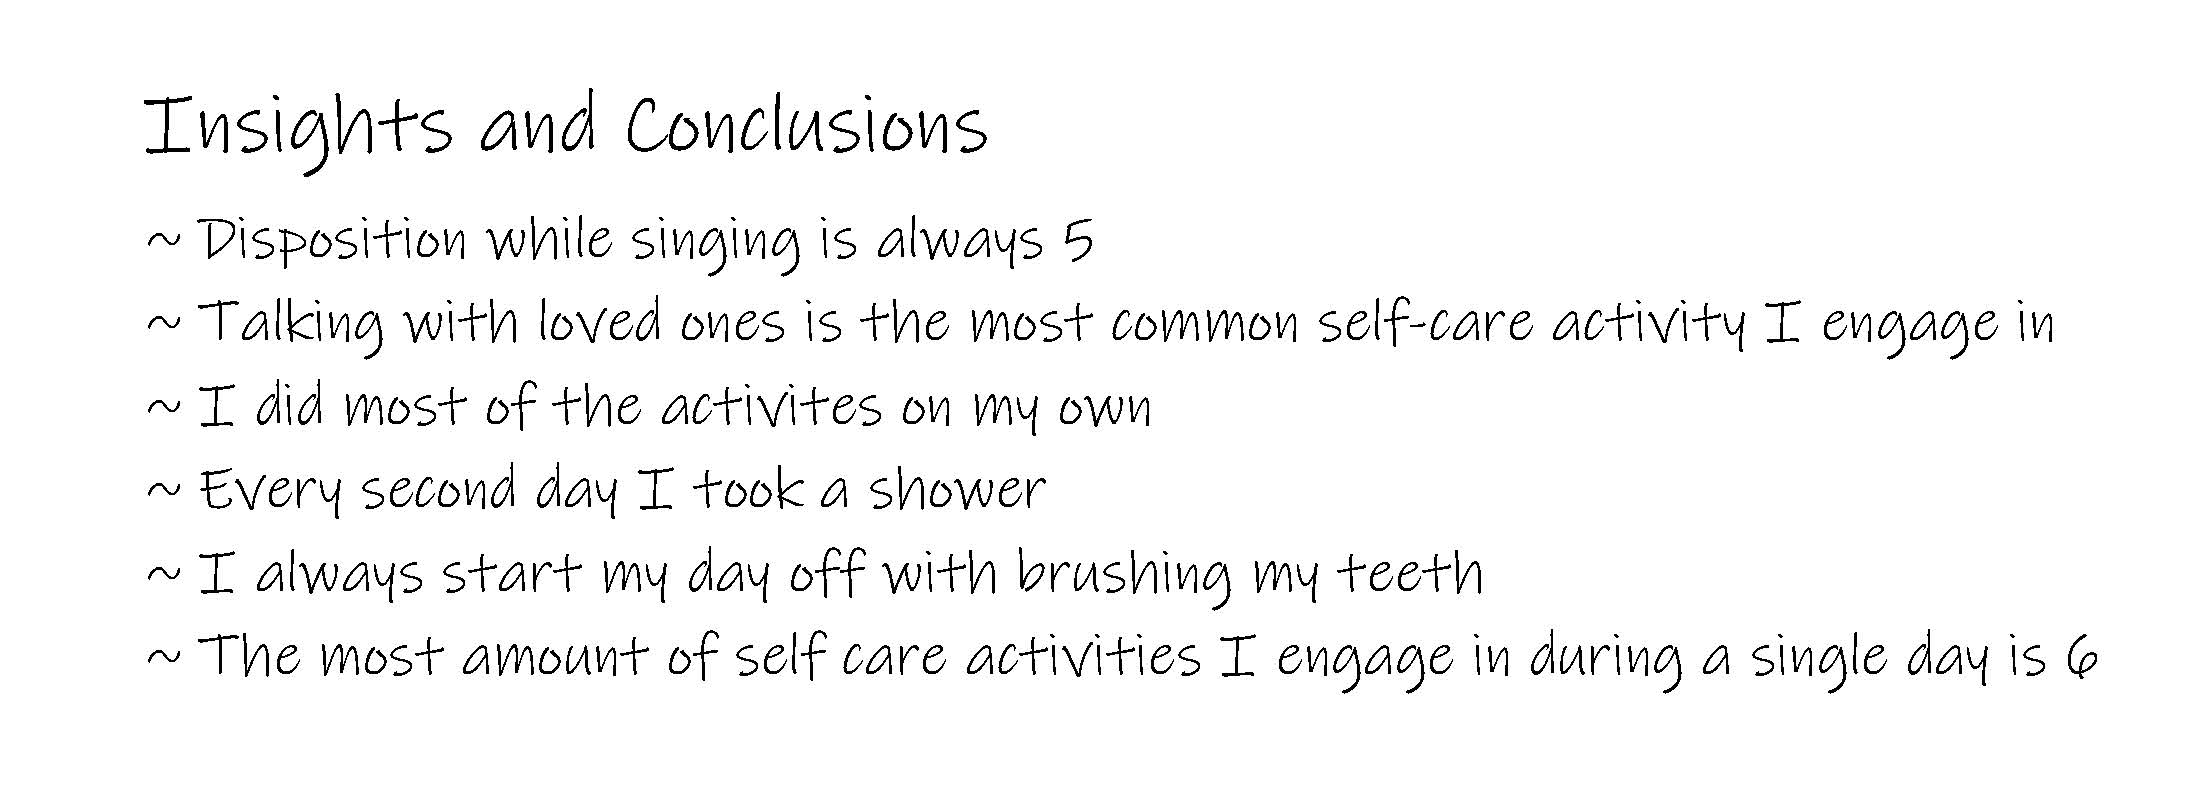 Insights and Conclusions
~ Disposition while singing is always 5
~ Talking with loved ones is the most common self-care activity I engage in
~ I did most of the activites on my own
~ Every second day I took a shower
~ I always start my day off with brushing my teeth
~ The most amount of self care activities I engage in during a single day is 6